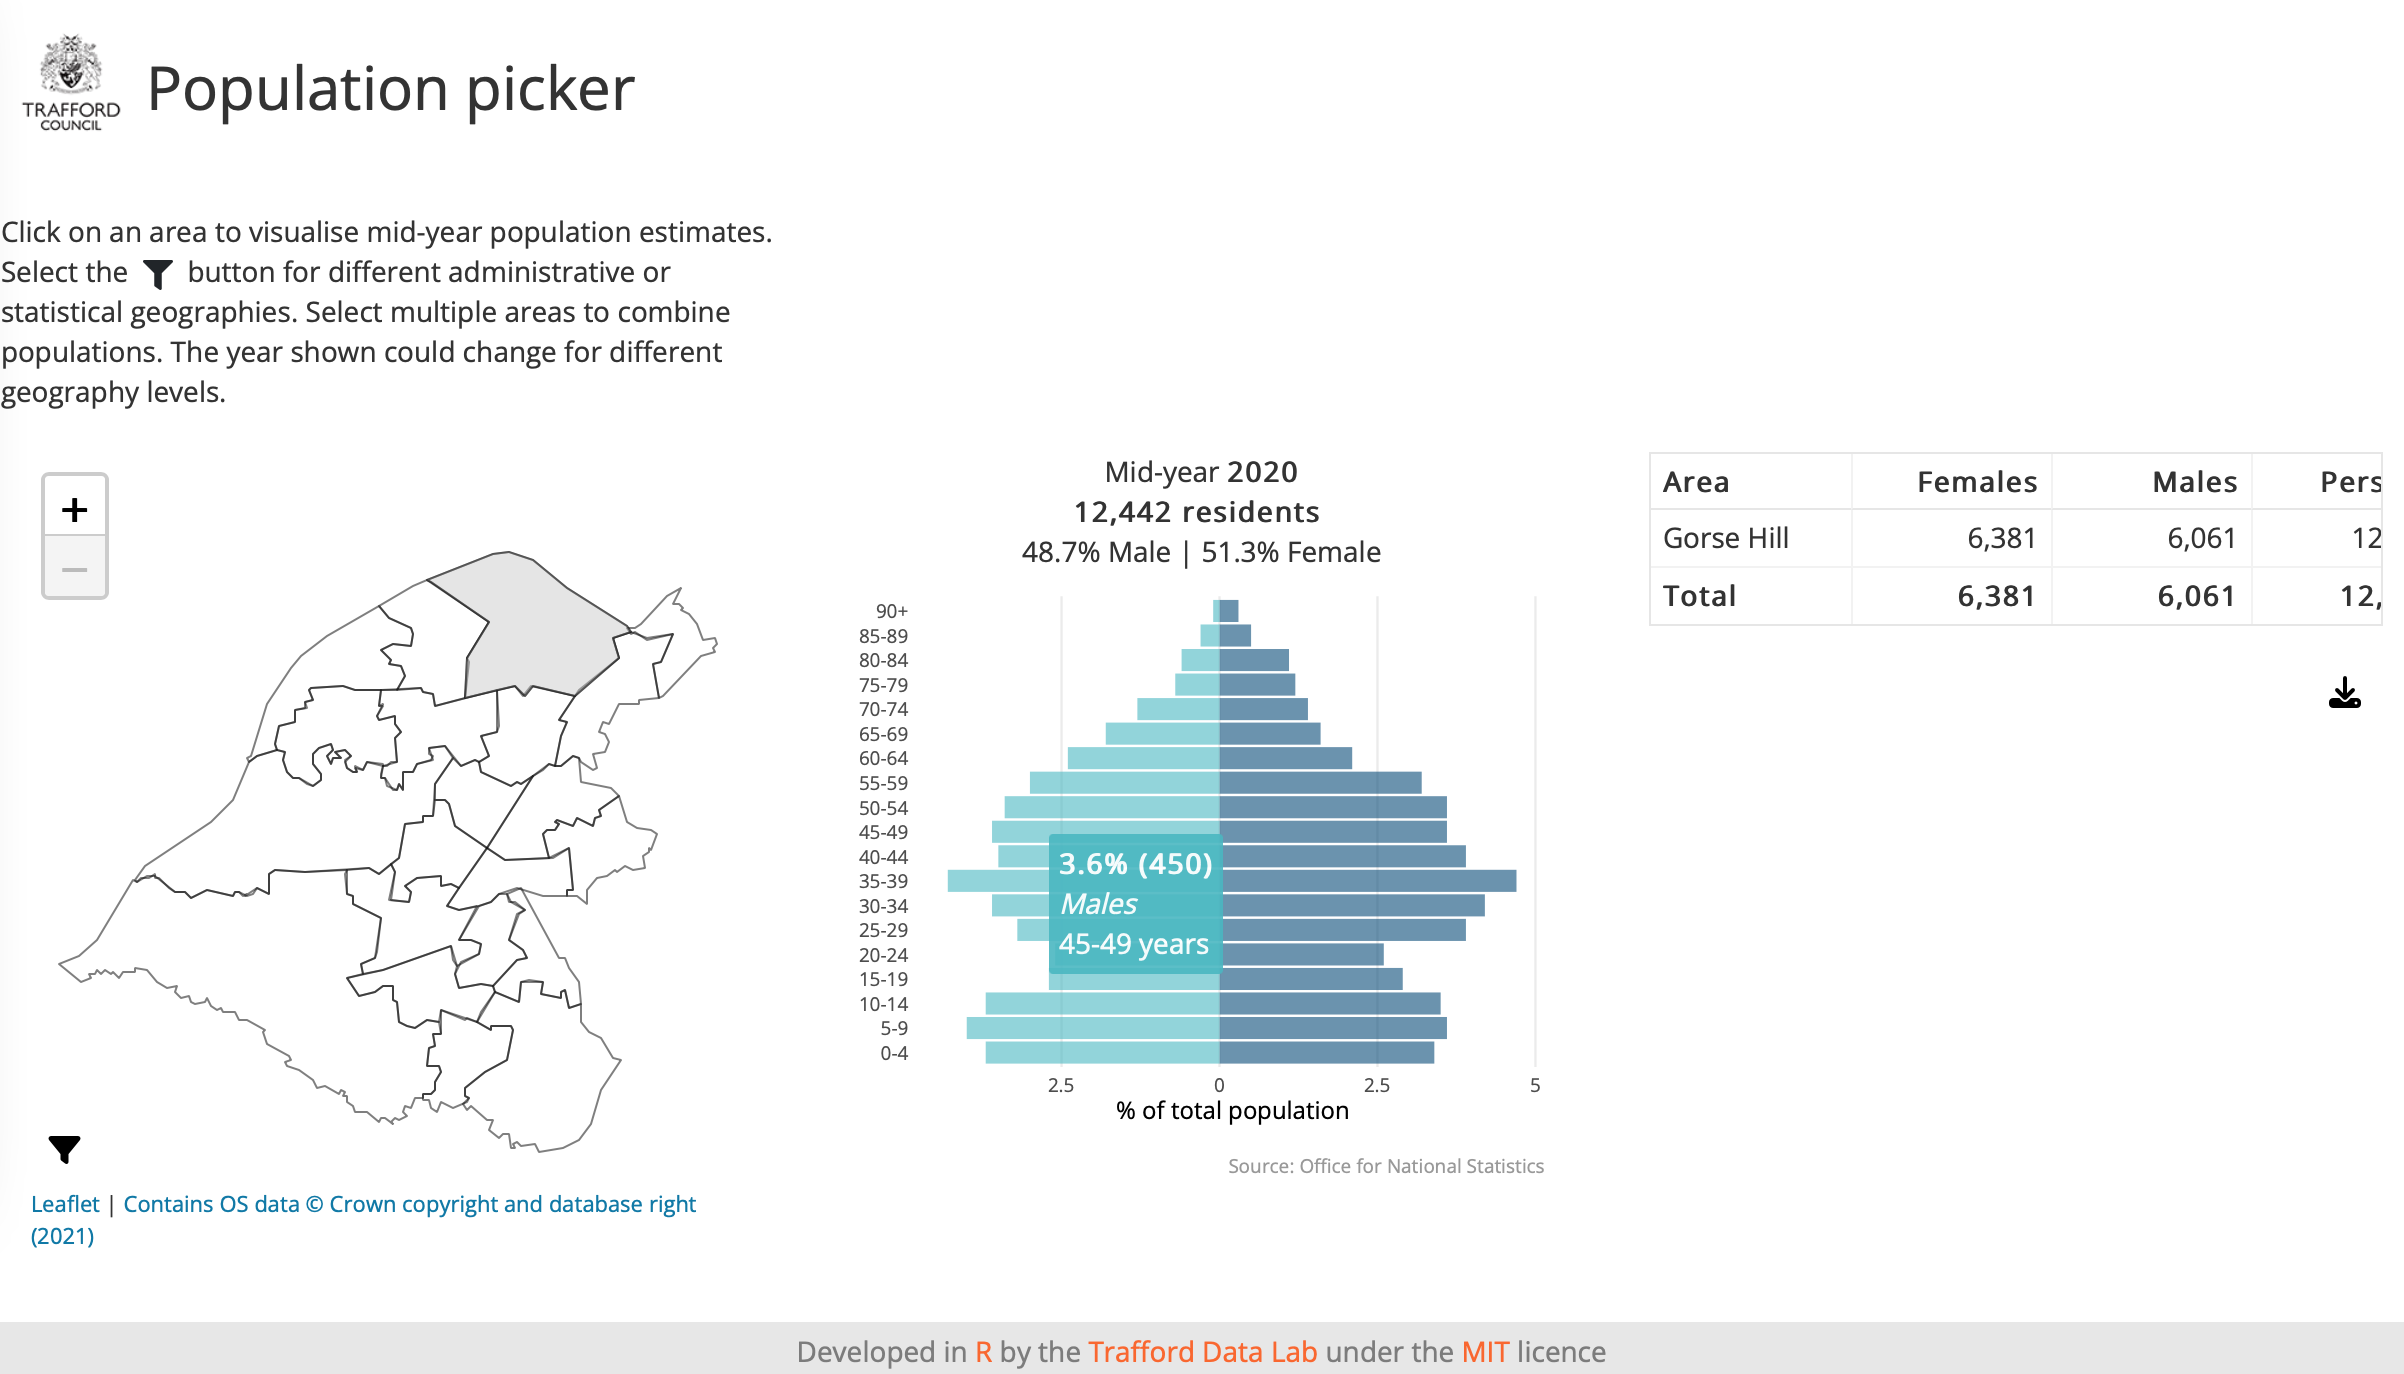 TRAFFORD
COUNCIL
Population picker
Click on an area to visualise mid-year population estimates.
Select the button for different administrative or
statistical geographies. Select multiple areas to combine
populations. The year shown could change for different
geography levels.
+
−
Leaflet | Contains OS data © Crown copyright and database right
(2021)
Mid-year 2020
12,442 residents
48.7% Male | 51.3% Female
90+
85-89
80-84
75-79
70-74
65-69
60-64
55-59
50-54
45-49
40-44
35-39
30-34
25-29
20-24
15-19
10-14
5-9
0-4
3.6% (450)
Males
45-49 years
2.5 0 2.5 5
% of total population
Source: Office for National Statistics
Area Females Males Pers
Gorse Hill 6,381 6,061 12
Total 6,381 6,061 12,
Developed in R by the Trafford Data Lab under the MIT licence